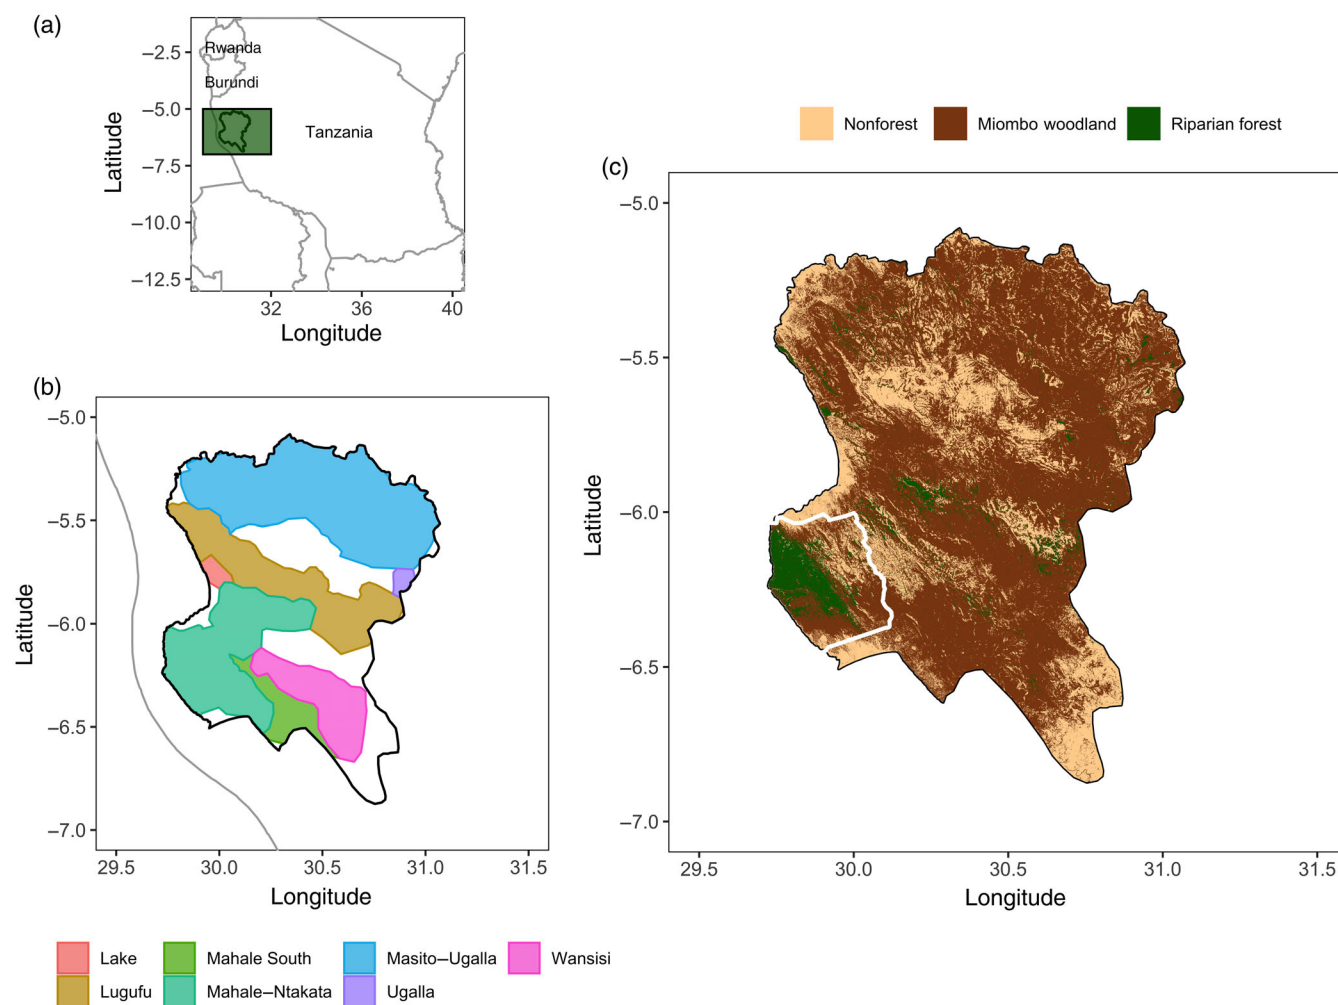 (a)
Rwanda
Burundi
Tanzania
−2.5
−5.0
−7.5
−10.0
−12.5
Latitude
32 36 40
Longitude
(b)
−5.0
−5.5
−6.0
−6.5
−7.0
Latitude
29.5 30.0 30.5 31.0 31.5
Longitude
Lake Mahale South Masito−Ugalla Wansisi
Lugufu Mahale−Ntakata Ugalla
Nonforest Miombo woodland Riparian forest
(c)
−5.0
−5.5
−6.0
−6.5
−7.0
Latitude
29.5 30.0 30.5 31.0 31.5
Longitude